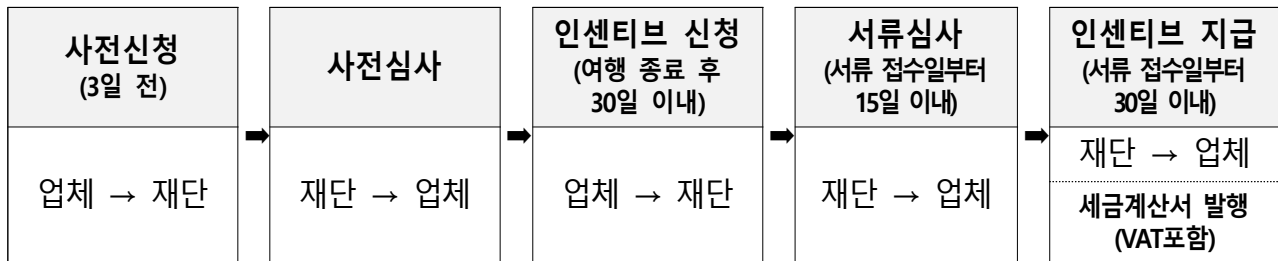 사전신청
(3일 전)
업체 → 재단
➡
사전심사
재단 → 업체
➡
인센티브 신청
(여행 종료 후
30일 이내)
업체 → 재단
➡
서류심사
(서류 접수일부터
15일 이내)
재단 → 업체
➡
인센티브 지급
(서류 접수일부터
30일 이내)
재단 → 업체
세금계산서 발행
(VAT포함)